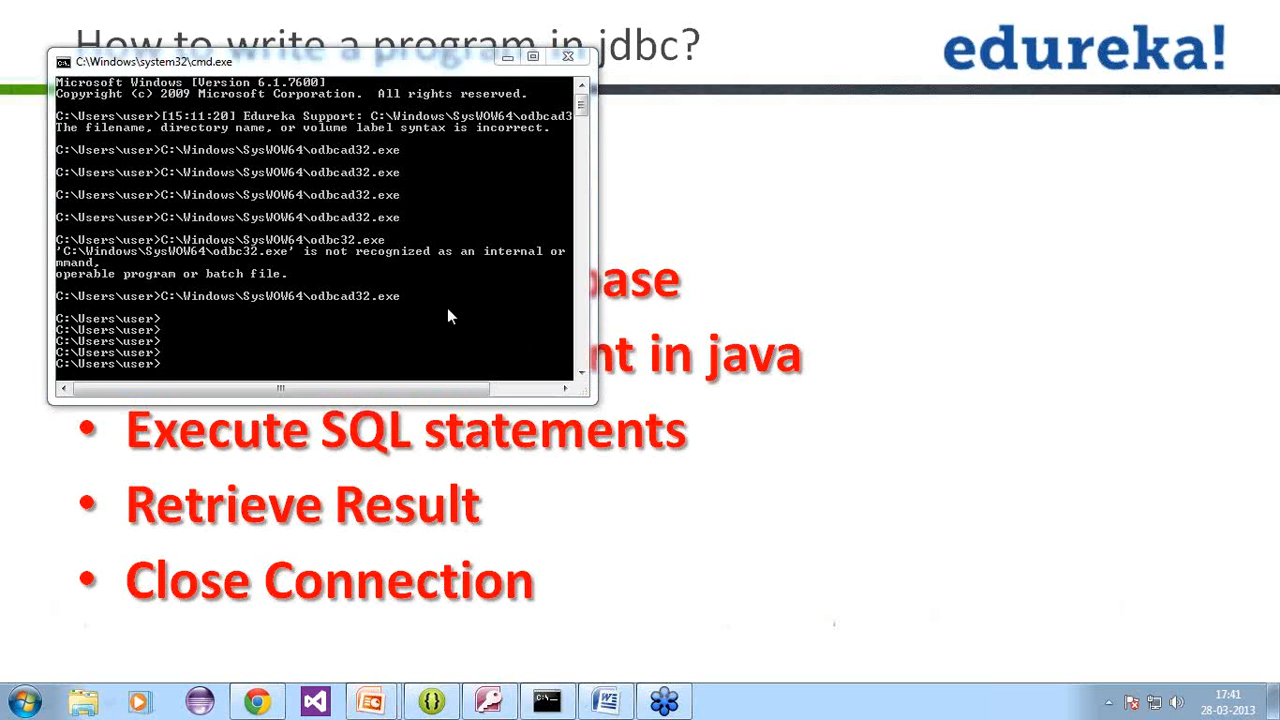 How to write a program in jdbc?
edureka!
C:\Windows\system32\cmd.exe
Microsoft Windows [Version 6.1.7600]
Copyright (c) 2009 Microsoft Corporation.  All rights reserved.
C:\Users\user>[15:11:20] Edureka Support: C:\Windows\SysWOW64\odbcad3
The filename, directory name, or volume label syntax is incorrect.
C:\Users\user>C:\Windows\SysWOW64\odbcad32.exe
C:\Users\user>C:\Windows\SysWOW64\odbcad32.exe
C:\Users\user>C:\Windows\SysWOW64\odbcad32.exe
C:\Users\user>C:\Windows\SysWOW64\odbcad32.exe
C:\Users\user>C:\Windows\SysWOW64\odbc32.exe
'C:\Windows\SysWOW64\odbc32.exe' is not recognized as an internal or
mmand,
operable program or batch file.
C:\Users\user>C:\Windows\SysWOW64\odbcad32.exe
C:\Users\user>
C:\Users\user>
C:\Users\user>
C:\Users\user>
C:\Users\user>
base
nt in java
• Execute SQL statements
• Retrieve Result
• Close Connection
17:41
28-03-2013